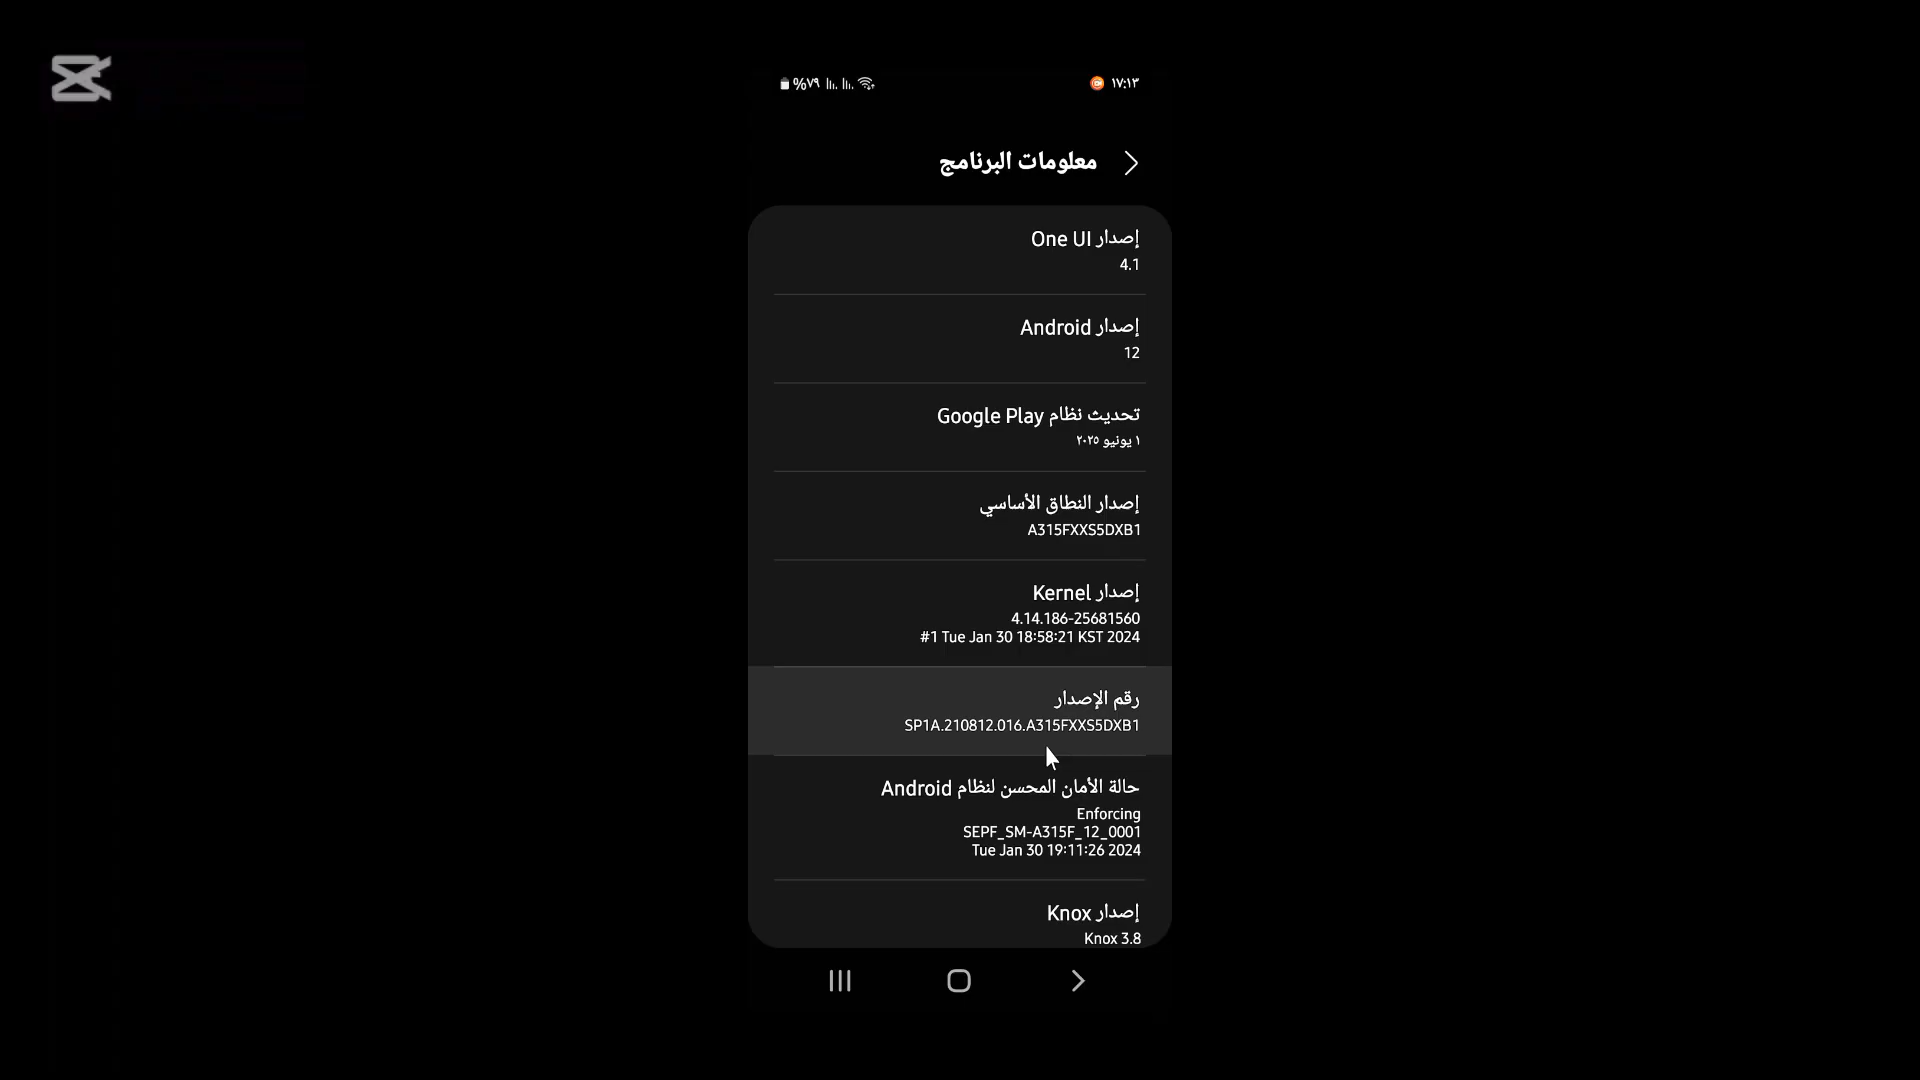 ١٧:١٣ %٧٩
معلومات البرنامج
إصدار One UI
4.1
إصدار Android
12
تحديث نظام Google Play
١ يونيو ٢٠٢٥
إصدار النطاق الأساسي
A315FXXS5DXB1
إصدار Kernel
4.14.186-25681560
#1 Tue Jan 30 18:58:21 KST 2024
رقم الإصدار
SP1A.210812.016.A315FXXS5DXB1
حالة الأمان المحسن لنظام Android
Enforcing
SEPF_SM-A315F_12_0001
Tue Jan 30 19:11:26 2024
إصدار Knox
Knox 3.8